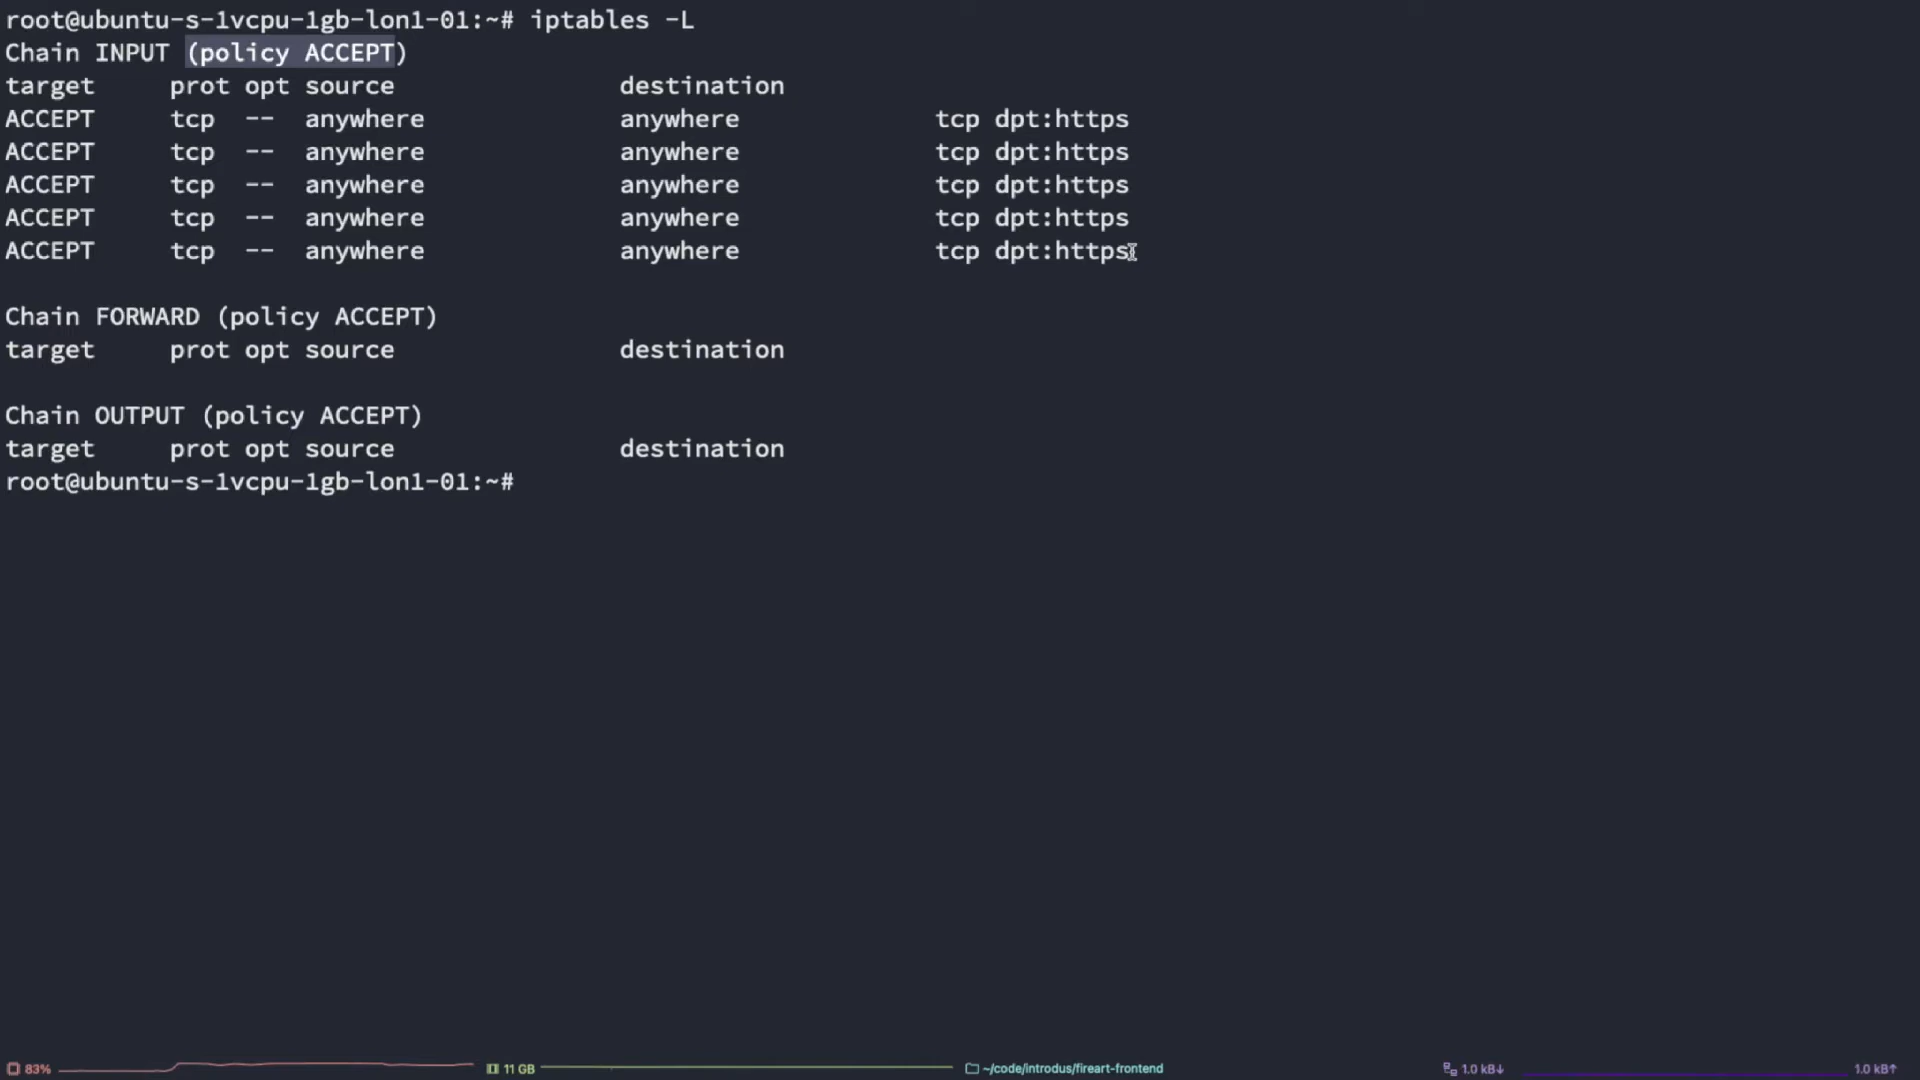 root@ubuntu-s-1vcpu-1gb-lon1-01:~# iptables -L
Chain INPUT (policy ACCEPT)
target     prot opt source               destination
ACCEPT     tcp  --  anywhere             anywhere             tcp dpt:https
ACCEPT     tcp  --  anywhere             anywhere             tcp dpt:https
ACCEPT     tcp  --  anywhere             anywhere             tcp dpt:https
ACCEPT     tcp  --  anywhere             anywhere             tcp dpt:https
ACCEPT     tcp  --  anywhere             anywhere             tcp dpt:https
Chain FORWARD (policy ACCEPT)
target     prot opt source               destination
Chain OUTPUT (policy ACCEPT)
target     prot opt source               destination
root@ubuntu-s-1vcpu-1gb-lon1-01:~#
83% 11 GB ~/code/introdus/fireart-frontend 1.0 kB↓ 1.0 kB↑